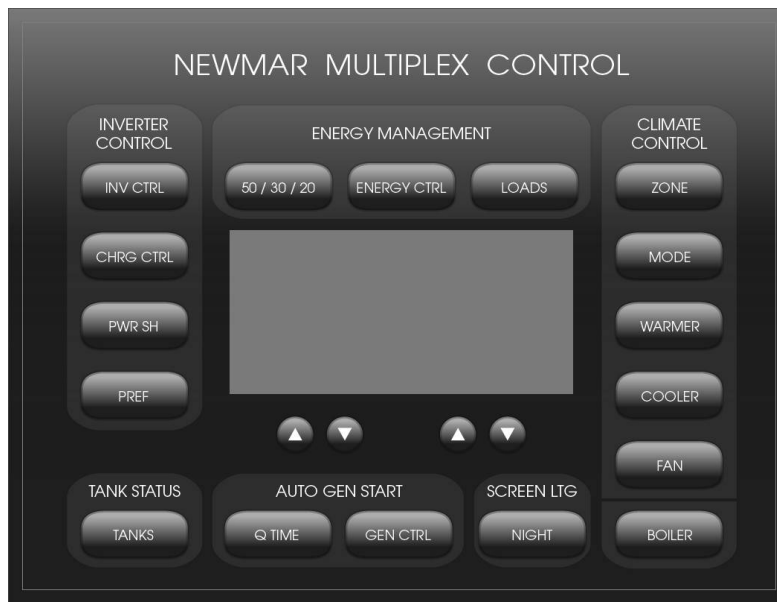 NEWMAR MULTIPLEX CONTROL
INVERTER
CONTROL
INV CTRL
CHRG CTRL
PWR SH
PREF
ENERGY MANAGEMENT
50 / 30 / 20
ENERGY CTRL
LOADS
CLIMATE
CONTROL
ZONE
MODE
WARMER
COOLER
FAN
BOILER
TANK STATUS
TANKS
AUTO GEN START
Q TIME
GEN CTRL
SCREEN LTG
NIGHT